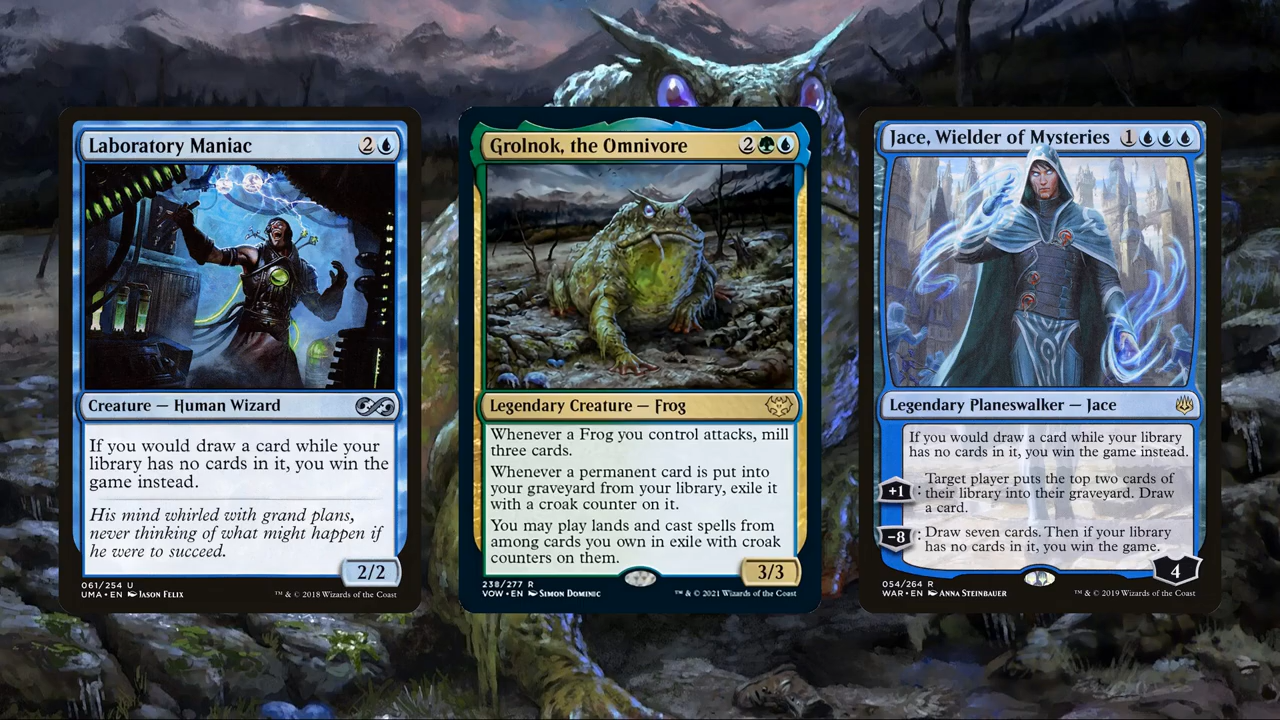 Laboratory Maniac 2
Creature — Human Wizard
If you would draw a card while your
library has no cards in it, you win the
game instead.
His mind whirled with grand plans,
never thinking of what might happen if
he were to succeed.
2/2
061/254 U
UMA • EN Jason Felix
™ & © 2018 Wizards of the Coast
Grolnok, the Omnivore 2
Legendary Creature — Frog
Whenever a Frog you control attacks, mill
three cards.
Whenever a permanent card is put into
your graveyard from your library, exile it
with a croak counter on it.
You may play lands and cast spells from
among cards you own in exile with croak
counters on them.
3/3
238/277 R
VOW • EN Simon Dominic
™ & © 2021 Wizards of the Coast
Jace, Wielder of Mysteries 1
Legendary Planeswalker — Jace
If you would draw a card while your library
has no cards in it, you win the game instead.
+1: Target player puts the top two cards of
their library into their graveyard. Draw
a card.
−8: Draw seven cards. Then if your library
has no cards in it, you win the game.
4
054/264 R
WAR • EN Anna Steinbauer
™ & © 2019 Wizards of the Coast